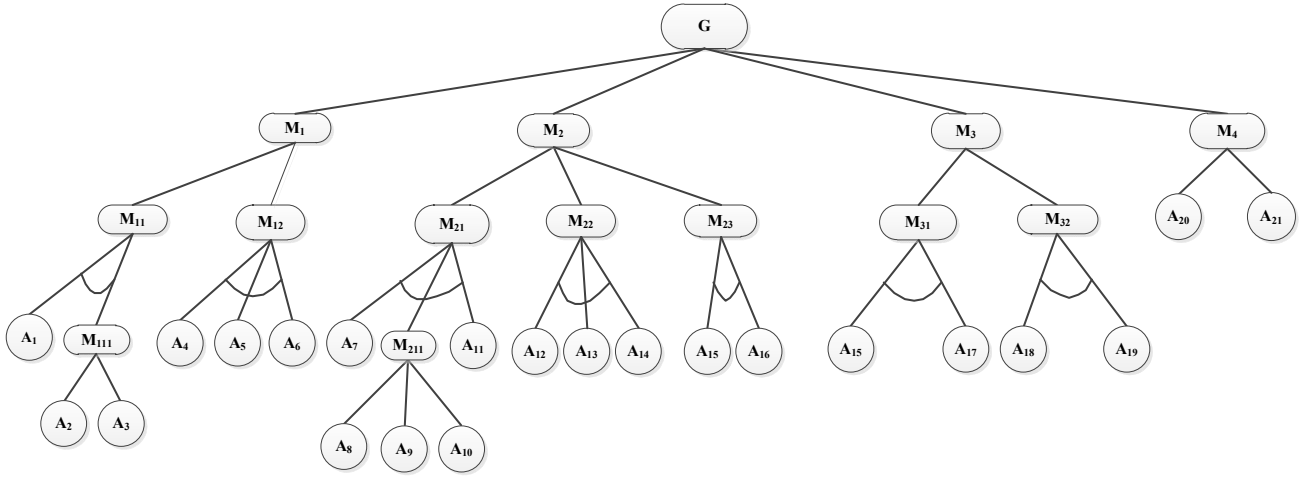 G
M₁ M₂ M₃ M₄
M₁₁ M₁₂ M₂₁ M₂₂ M₂₃ M₃₁ M₃₂ A₂₀ A₂₁
A₁ M₁₁₁ A₄ A₅ A₆ A₇ M₂₁₁ A₁₁ A₁₂ A₁₃ A₁₄ A₁₅ A₁₆ A₁₅ A₁₇ A₁₈ A₁₉
A₂ A₃ A₈ A₉ A₁₀